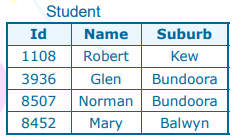 Student
Id Name Suburb
1108 Robert Kew
3936 Glen Bundoora
8507 Norman Bundoora
8452 Mary Balwyn